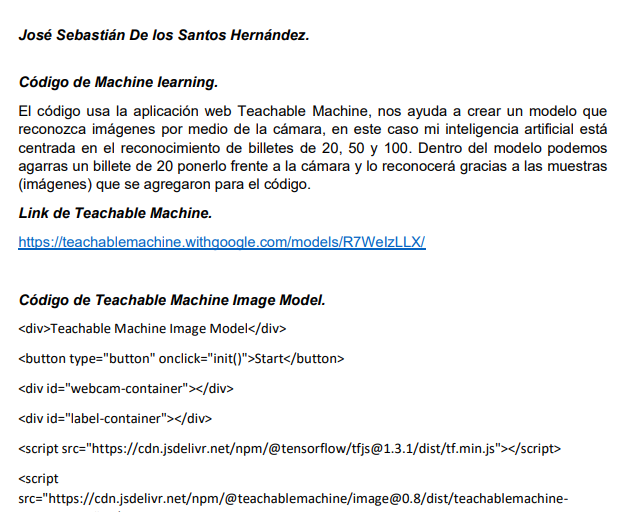 José Sebastián De los Santos Hernández.
Código de Machine learning.
El código usa la aplicación web Teachable Machine, nos ayuda a crear un modelo que
reconozca imágenes por medio de la cámara, en este caso mi inteligencia artificial está
centrada en el reconocimiento de billetes de 20, 50 y 100. Dentro del modelo podemos
agarras un billete de 20 ponerlo frente a la cámara y lo reconocerá gracias a las muestras
(imágenes) que se agregaron para el código.
Link de Teachable Machine.
https://teachablemachine.withgoogle.com/models/R7WeIzLLX/
Código de Teachable Machine Image Model.
<div>Teachable Machine Image Model</div>
<button type="button" onclick="init()">Start</button>
<div id="webcam-container"></div>
<div id="label-container"></div>
<script src="https://cdn.jsdelivr.net/npm/@tensorflow/tfjs@1.3.1/dist/tf.min.js"></script>
<script
src="https://cdn.jsdelivr.net/npm/@teachablemachine/image@0.8/dist/teachablemachine-